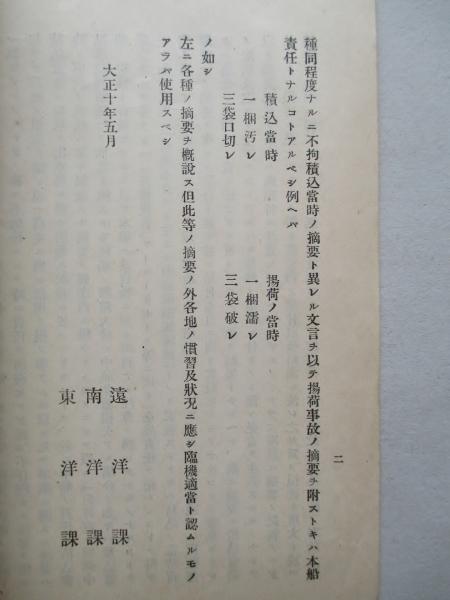 二
種同程度ナルニ不拘積込當時ノ摘要ト異レル文言ヲ以テ揚荷事故ノ摘要ヲ附ストキハ本船
責任トナルコトアルベシ例ヘバ
積込當時 揚荷ノ當時
一梱汚レ 一梱濡レ
三袋口切レ 三袋破レ
ノ如シ
左ニ各種ノ摘要ヲ概説ス但此等ノ摘要ノ外各地ノ慣習及狀况ニ應シ臨機適當ト認ムルモノ
アラバ使用スベシ
大正十年五月
遠洋課
南洋課
東洋課